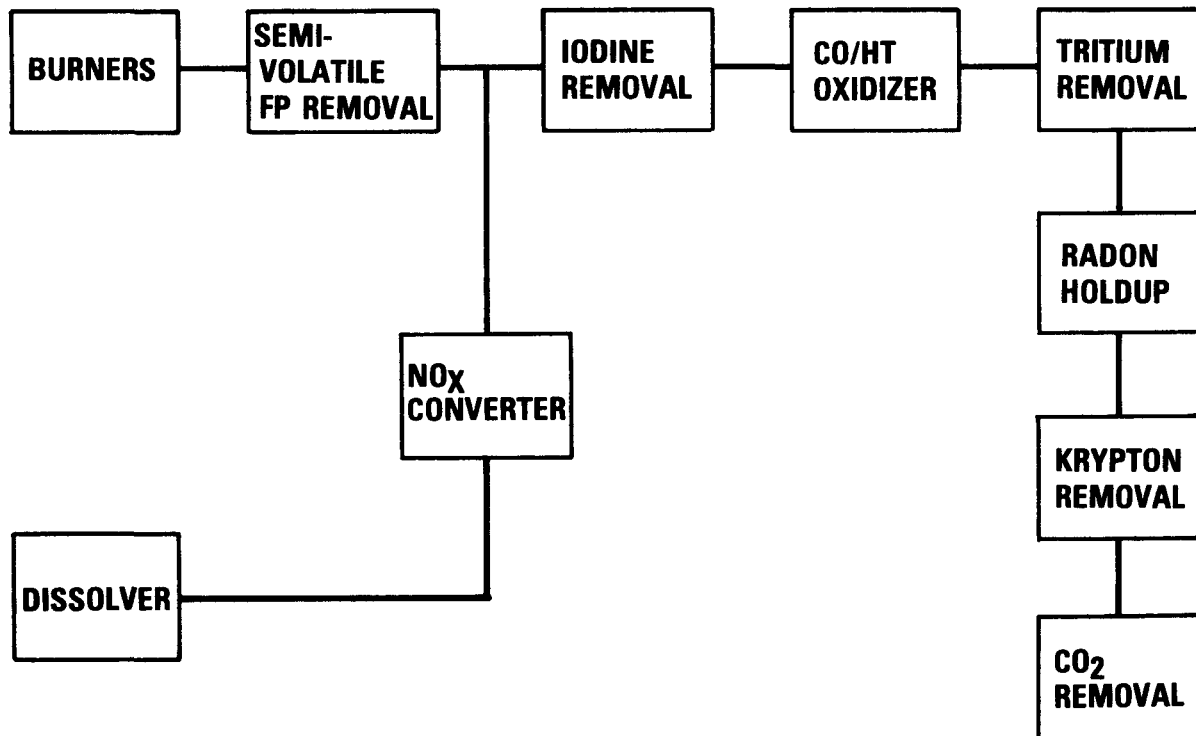 BURNERS
SEMI-
VOLATILE
FP REMOVAL
IODINE
REMOVAL
CO/HT
OXIDIZER
TRITIUM
REMOVAL
RADON
HOLDUP
NOX
CONVERTER
KRYPTON
REMOVAL
DISSOLVER
CO2
REMOVAL